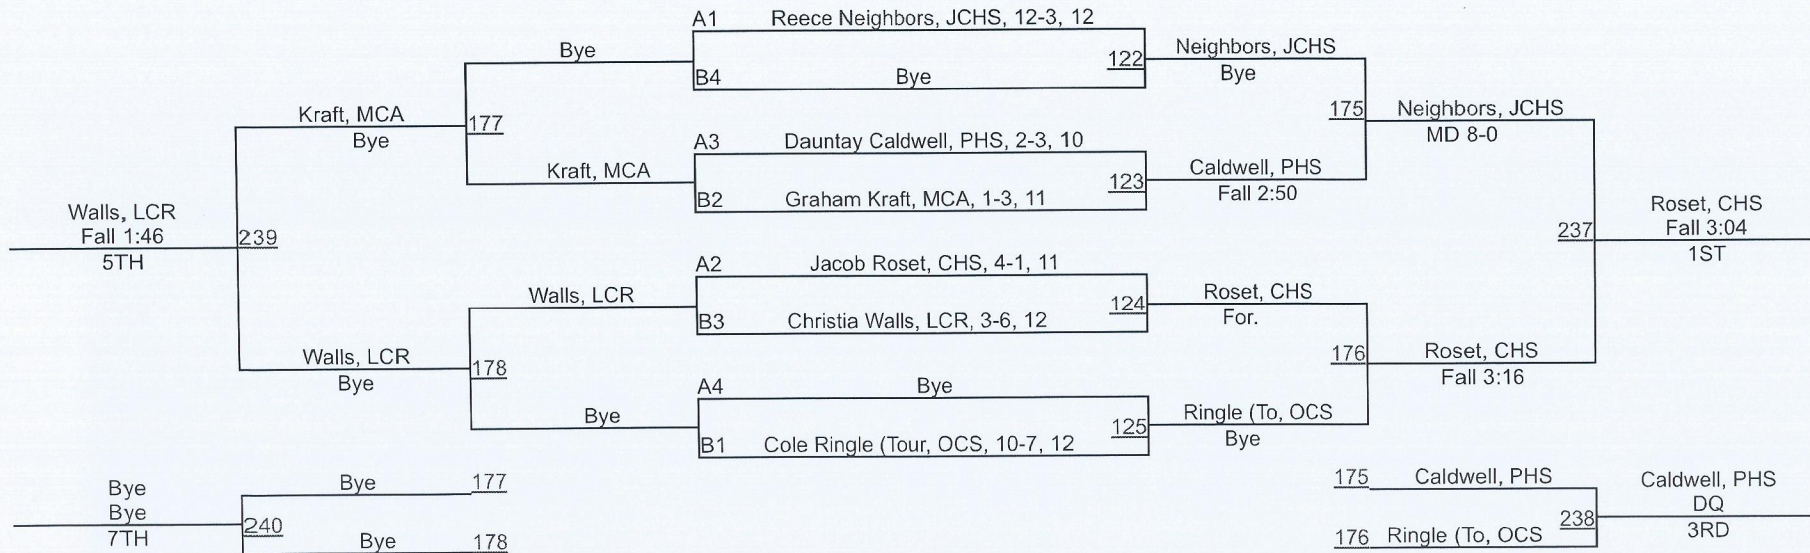 A1 Reece Neighbors, JCHS, 12-3, 12
Bye
Neighbors, JCHS
122
B4 Bye
Bye
Kraft, MCA
177
Bye
175
Neighbors, JCHS
MD 8-0
A3 Dauntay Caldwell, PHS, 2-3, 10
Kraft, MCA
123
Caldwell, PHS
Fall 2:50
B2 Graham Kraft, MCA, 1-3, 11
Walls, LCR
Fall 1:46
5TH
239
237
Roset, CHS
Fall 3:04
1ST
A2 Jacob Roset, CHS, 4-1, 11
Walls, LCR
124
Roset, CHS
For.
B3 Christia Walls, LCR, 3-6, 12
Walls, LCR
178
Bye
176
Roset, CHS
Fall 3:16
A4 Bye
Bye
125
Ringle (To, OCS
Bye
B1 Cole Ringle (Tour, OCS, 10-7, 12
Bye
Bye
7TH
Bye 177
240
Bye 178
175 Caldwell, PHS
238
176 Ringle (To, OCS
Caldwell, PHS
DQ
3RD